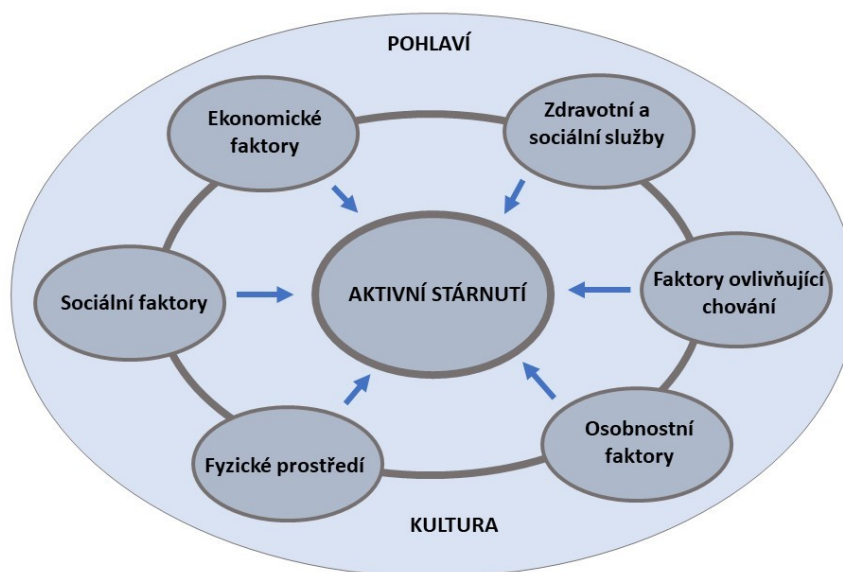 POHLAVÍ
Ekonomické
faktory
Zdravotní a
sociální služby
Sociální faktory
AKTIVNÍ STÁRNUTÍ
Faktory ovlivňující
chování
Fyzické prostředí
Osobnostní
faktory
KULTURA